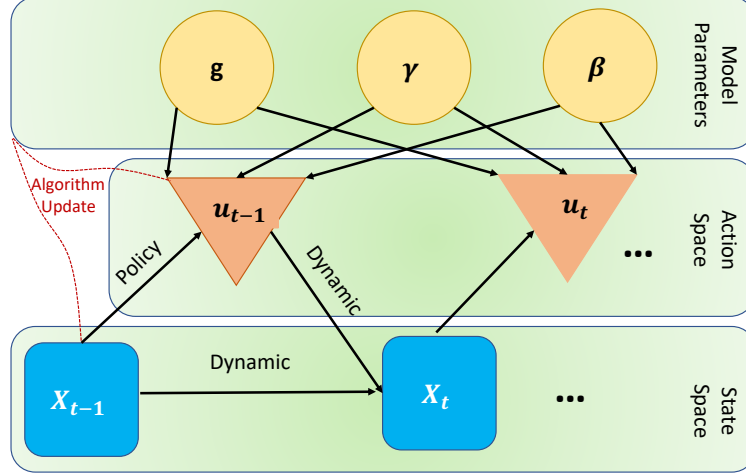 g
γ
β
Model
Parameters
Algorithm
Update
u_{t−1}
u_t
...
Action
Space
Policy
Dynamic
Dynamic
X_{t−1}
X_t
...
State
Space